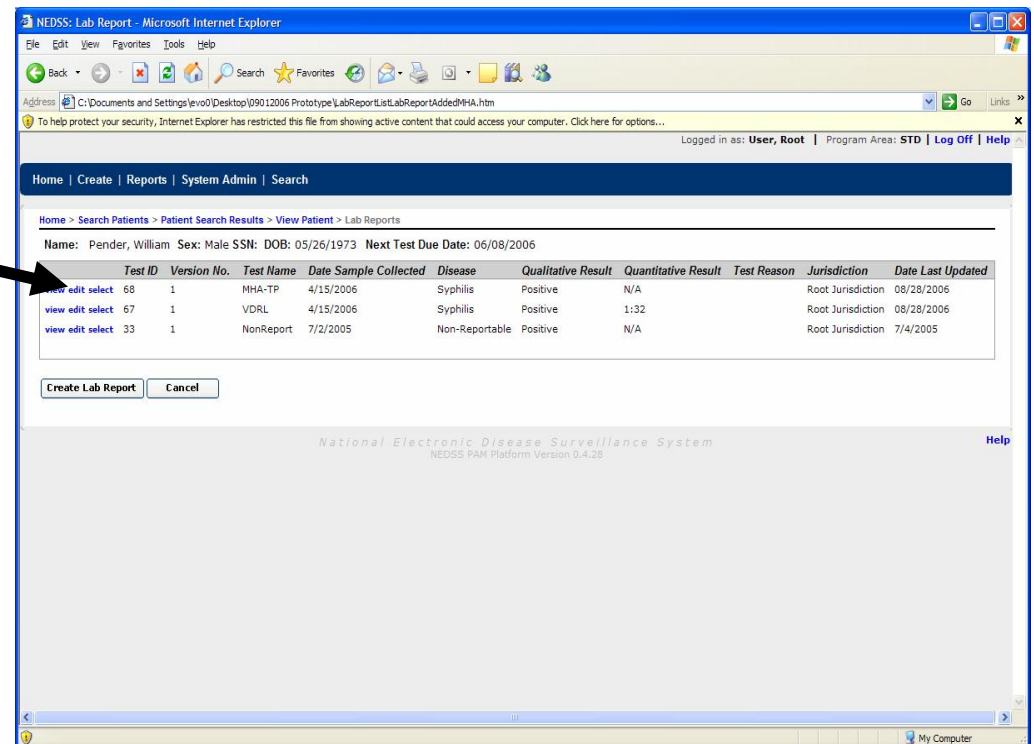 NEDSS: Lab Report - Microsoft Internet Explorer
File Edit View Favorites Tools Help
Back Search Favorites
Address C:\Documents and Settings\evo0\Desktop\09012006 Prototype\LabReportListLabReportAddedMHA.htm Go Links »
To help protect your security, Internet Explorer has restricted this file from showing active content that could access your computer. Click here for options... x
Logged in as: User, Root | Program Area: STD | Log Off | Help
Home | Create | Reports | System Admin | Search
Home > Search Patients > Patient Search Results > View Patient > Lab Reports
Name: Pender, William Sex: Male SSN: DOB: 05/26/1973 Next Test Due Date: 06/08/2006
Test ID Version No. Test Name Date Sample Collected Disease Qualitative Result Quantitative Result Test Reason Jurisdiction Date Last Updated
view edit select 68 1 MHA-TP 4/15/2006 Syphilis Positive N/A Root Jurisdiction 08/28/2006
view edit select 67 1 VDRL 4/15/2006 Syphilis Positive 1:32 Root Jurisdiction 08/28/2006
view edit select 33 1 NonReport 7/2/2005 Non-Reportable Positive N/A Root Jurisdiction 7/4/2005
Create Lab Report Cancel
National Electronic Disease Surveillance System
NEDSS PAM Platform Version 0.4.28
Help
My Computer